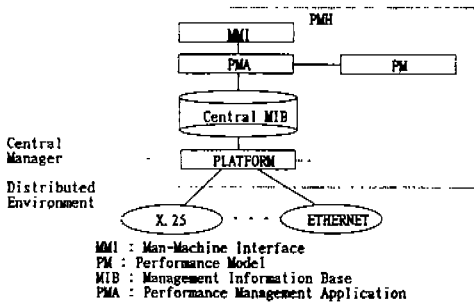 PMH
MMI
PMA
PM
Central MIB
Central
Manager
PLATFORM
Distributed
Environment
X.25
ETHERNET
MMI : Man-Machine Interface
PM : Performance Model
MIB : Management Information Base
PMA : Performance Management Application